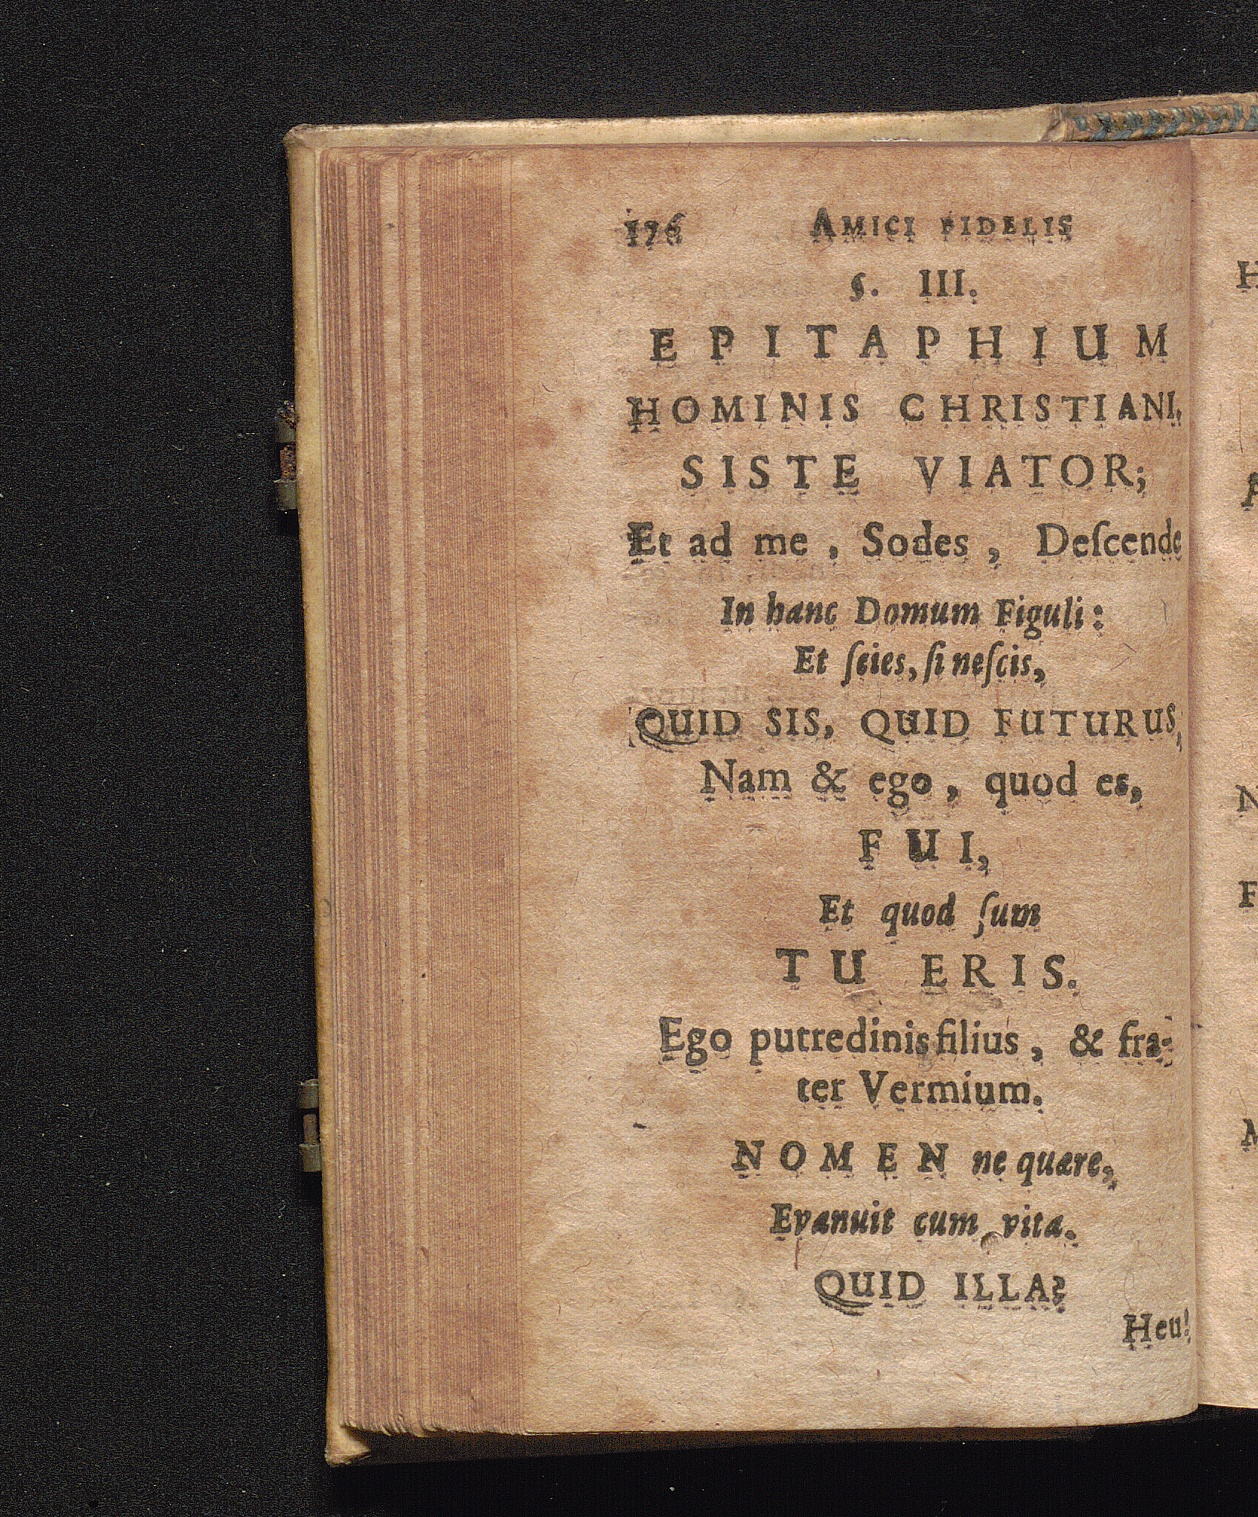 176 AMICI FIDELIS
§. III.
EPITAPHIUM
HOMINIS CHRISTIANI,
SISTE VIATOR;
Et ad me, Sodes, Deſcende
In hanc Domum Figuli:
Et ſcies, ſi neſcis,
QUID SIS, QUID FUTURUS,
Nam & ego, quod es,
FUI,
Et quod ſum
TU ERIS.
Ego putredinis filius, & fra-
ter Vermium.
NOMEN ne quære,
Evanuit cum vita.
QUID ILLA?
Heu!